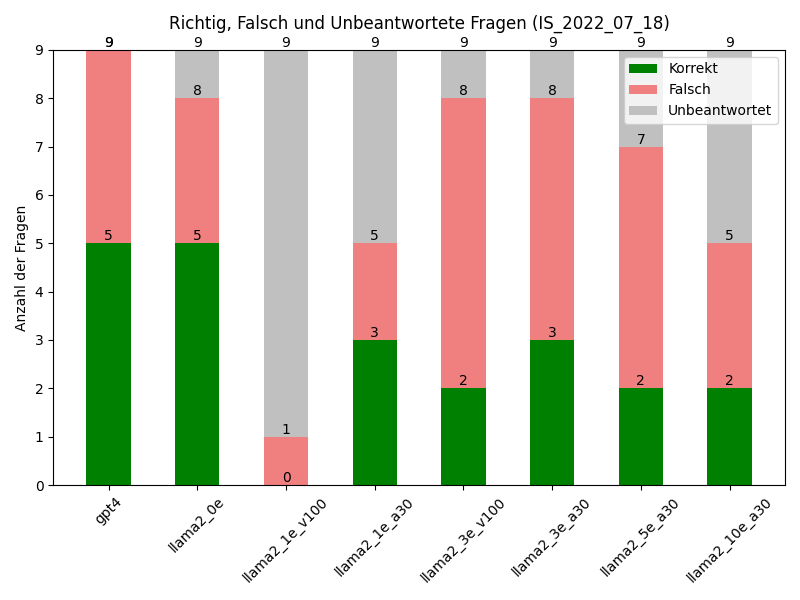 Richtig, Falsch und Unbeantwortete Fragen (IS_2022_07_18)
Korrekt
Falsch
Unbeantwortet
Anzahl der Fragen
9
8
7
6
5
4
3
2
1
0
9 9 9 9 9 9 9 9
8 8 8
7
5 5 5 5
3 3
2 2 2
1
0
gpt4
llama2_0e
llama2_1e_v100
llama2_1e_a30
llama2_3e_v100
llama2_3e_a30
llama2_5e_a30
llama2_10e_a30